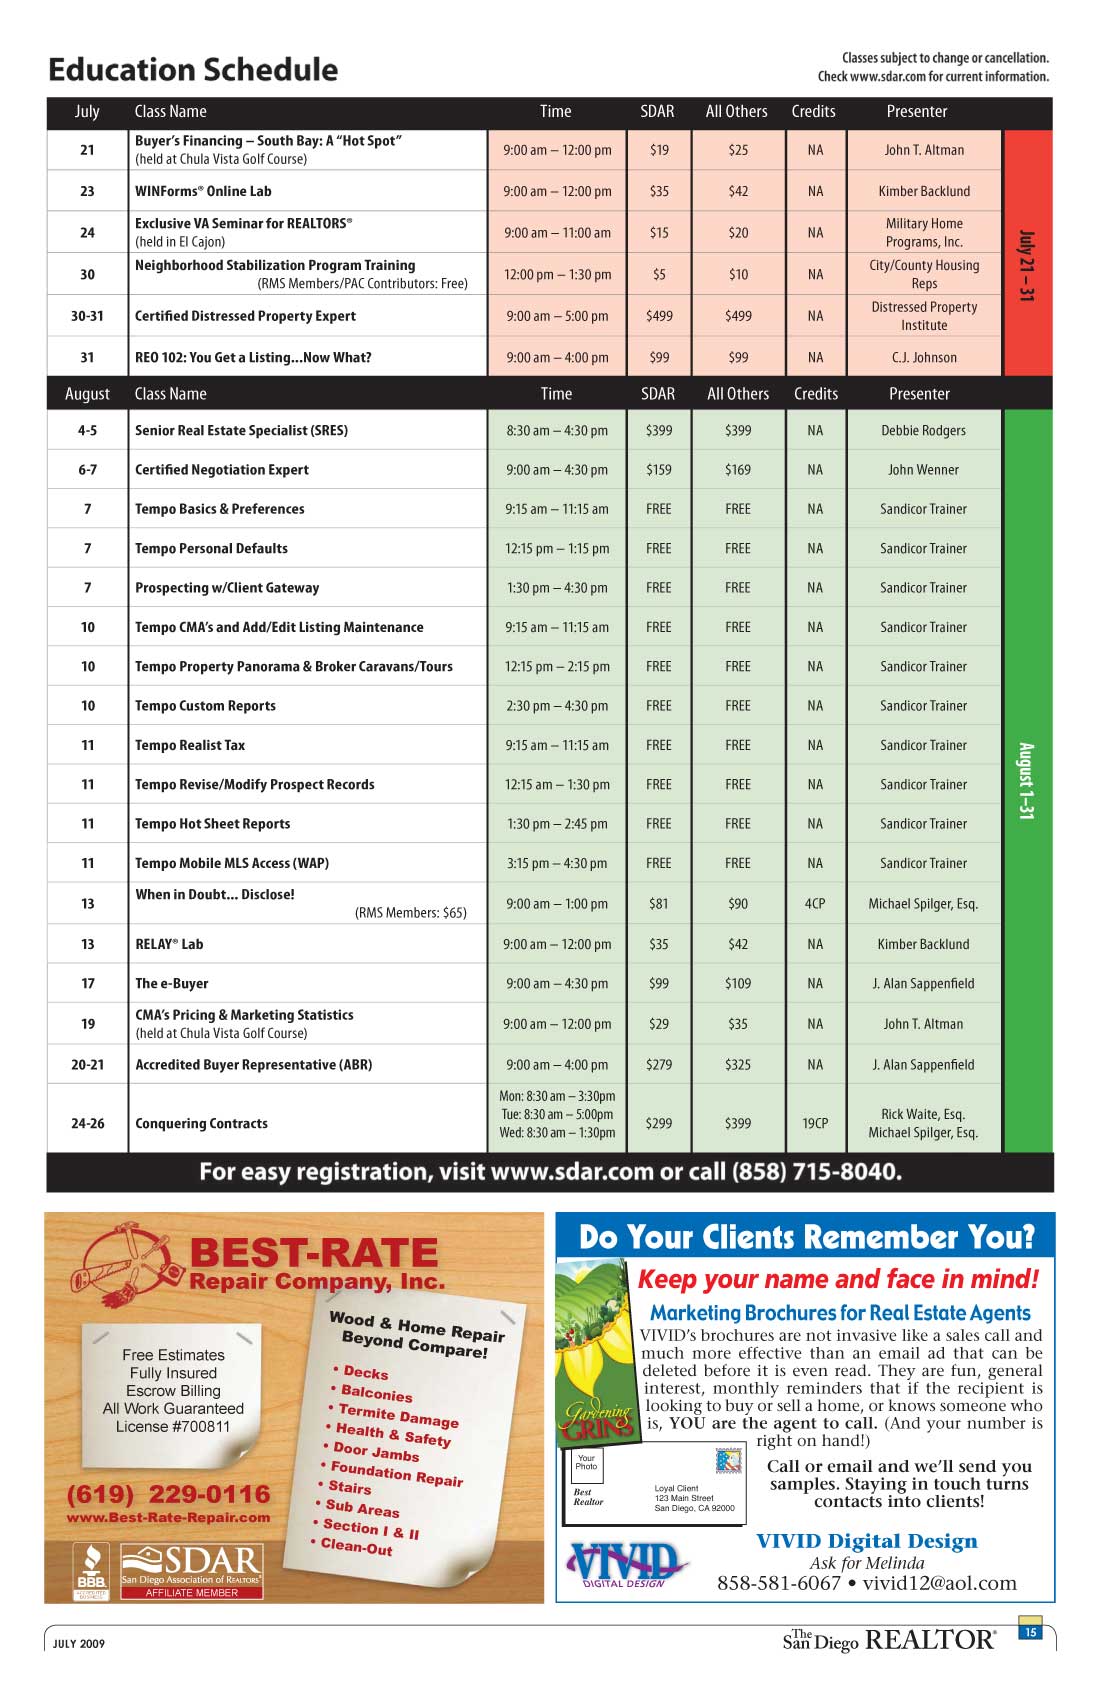 Education Schedule
Classes subject to change or cancellation.
Check www.sdar.com for current information.
July Class Name Time SDAR All Others Credits Presenter
21 Buyer's Financing – South Bay: A "Hot Spot" (held at Chula Vista Golf Course) 9:00 am – 12:00 pm $19 $25 NA John T. Altman
23 WINForms® Online Lab 9:00 am – 12:00 pm $35 $42 NA Kimber Backlund
24 Exclusive VA Seminar for REALTORS® (held in El Cajon) 9:00 am – 11:00 am $15 $20 NA Military Home Programs, Inc.
30 Neighborhood Stabilization Program Training (RMS Members/PAC Contributors: Free) 12:00 pm – 1:30 pm $5 $10 NA City/County Housing Reps
30-31 Certified Distressed Property Expert 9:00 am – 5:00 pm $499 $499 NA Distressed Property Institute
31 REO 102: You Get a Listing...Now What? 9:00 am – 4:00 pm $99 $99 NA C.J. Johnson
July 21 – 31
August Class Name Time SDAR All Others Credits Presenter
4-5 Senior Real Estate Specialist (SRES) 8:30 am – 4:30 pm $399 $399 NA Debbie Rodgers
6-7 Certified Negotiation Expert 9:00 am – 4:30 pm $159 $169 NA John Wenner
7 Tempo Basics & Preferences 9:15 am – 11:15 am FREE FREE NA Sandicor Trainer
7 Tempo Personal Defaults 12:15 pm – 1:15 pm FREE FREE NA Sandicor Trainer
7 Prospecting w/Client Gateway 1:30 pm – 4:30 pm FREE FREE NA Sandicor Trainer
10 Tempo CMA's and Add/Edit Listing Maintenance 9:15 am – 11:15 am FREE FREE NA Sandicor Trainer
10 Tempo Property Panorama & Broker Caravans/Tours 12:15 pm – 2:15 pm FREE FREE NA Sandicor Trainer
10 Tempo Custom Reports 2:30 pm – 4:30 pm FREE FREE NA Sandicor Trainer
11 Tempo Realist Tax 9:15 am – 11:15 am FREE FREE NA Sandicor Trainer
11 Tempo Revise/Modify Prospect Records 12:15 am – 1:30 pm FREE FREE NA Sandicor Trainer
11 Tempo Hot Sheet Reports 1:30 pm – 2:45 pm FREE FREE NA Sandicor Trainer
11 Tempo Mobile MLS Access (WAP) 3:15 pm – 4:30 pm FREE FREE NA Sandicor Trainer
13 When in Doubt... Disclose! (RMS Members: $65) 9:00 am – 1:00 pm $81 $90 4CP Michael Spilger, Esq.
13 RELAY® Lab 9:00 am – 12:00 pm $35 $42 NA Kimber Backlund
17 The e-Buyer 9:00 am – 4:30 pm $99 $109 NA J. Alan Sappenfield
19 CMA's Pricing & Marketing Statistics (held at Chula Vista Golf Course) 9:00 am – 12:00 pm $29 $35 NA John T. Altman
20-21 Accredited Buyer Representative (ABR) 9:00 am – 4:00 pm $279 $325 NA J. Alan Sappenfield
24-26 Conquering Contracts Mon: 8:30 am – 3:30pm Tue: 8:30 am – 5:00pm Wed: 8:30 am – 1:30pm $299 $399 19CP Rick Waite, Esq. Michael Spilger, Esq.
August 1–31
For easy registration, visit www.sdar.com or call (858) 715-8040.
BEST-RATE
Repair Company, Inc.
Free Estimates
Fully Insured
Escrow Billing
All Work Guaranteed
License #700811
Wood & Home Repair
Beyond Compare!
• Decks
• Balconies
• Termite Damage
• Health & Safety
• Door Jambs
• Foundation Repair
• Stairs
• Sub Areas
• Section I & II
• Clean-Out
(619) 229-0116
www.Best-Rate-Repair.com
BBB
ACCREDITED
BUSINESS
SDAR
San Diego Association of REALTORS®
AFFILIATE MEMBER
Do Your Clients Remember You?
Keep your name and face in mind!
Marketing Brochures for Real Estate Agents
VIVID's brochures are not invasive like a sales call and
much more effective than an email ad that can be
deleted before it is even read. They are fun, general
interest, monthly reminders that if the recipient is
looking to buy or sell a home, or knows someone who
is, YOU are the agent to call. (And your number is
right on hand!)
Gardening
GRINS
Your
Photo
Best
Realtor
Loyal Client
123 Main Street
San Diego, CA 92000
Call or email and we'll send you
samples. Staying in touch turns
contacts into clients!
VIVID
DIGITAL DESIGN
VIVID Digital Design
Ask for Melinda
858-581-6067 • vivid12@aol.com
JULY 2009
The San Diego REALTOR®
15